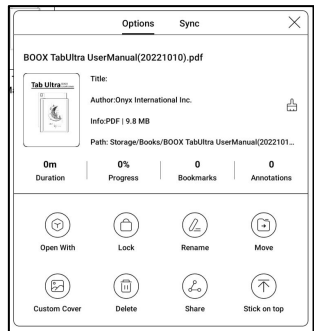 Options Sync
BOOX TabUltra UserManual(20221010).pdf
Tab Ultra
Title:
Author:Onyx International Inc.
Info:PDF | 9.8 MB
Path: Storage/Books/BOOX TabUltra UserManual(2022101...
0m 0% 0 0
Duration Progress Bookmarks Annotations
Open With Lock Rename Move
Custom Cover Delete Share Stick on top